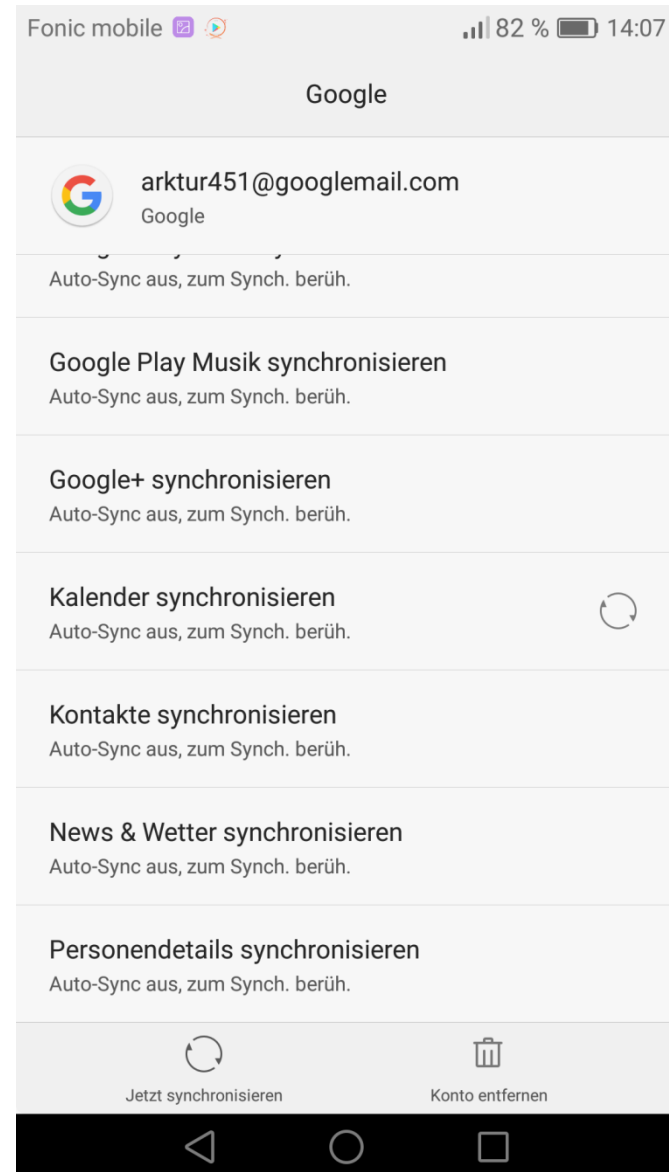 Fonic mobile 82 % 14:07
Google
arktur451@googlemail.com
Google
Auto-Sync aus, zum Synch. berüh.
Google Play Musik synchronisieren
Auto-Sync aus, zum Synch. berüh.
Google+ synchronisieren
Auto-Sync aus, zum Synch. berüh.
Kalender synchronisieren
Auto-Sync aus, zum Synch. berüh.
Kontakte synchronisieren
Auto-Sync aus, zum Synch. berüh.
News & Wetter synchronisieren
Auto-Sync aus, zum Synch. berüh.
Personendetails synchronisieren
Auto-Sync aus, zum Synch. berüh.
Jetzt synchronisieren
Konto entfernen